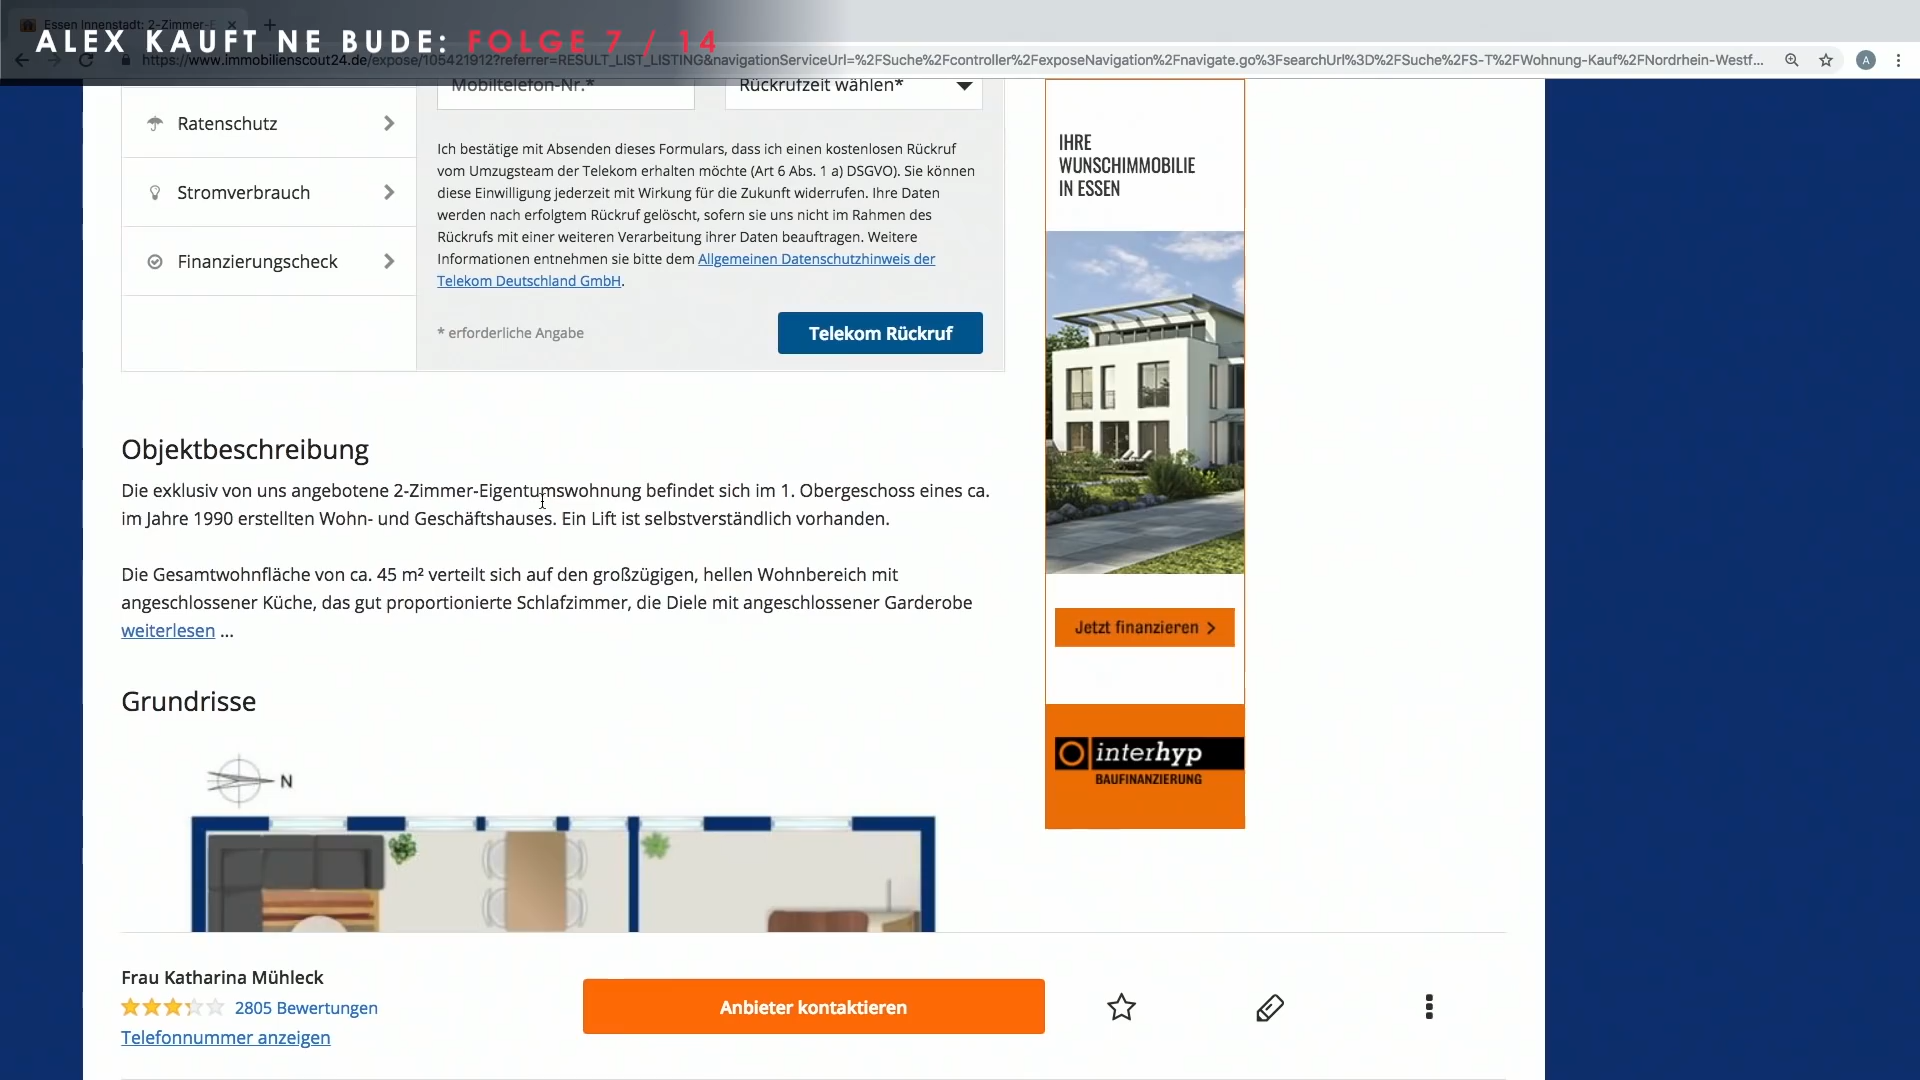 Essen Innenstadt: 2-Zimmer-E
ALEX KAUFT NE BUDE: FOLGE 7 / 14
https://www.immobilienscout24.de/expose/105421912?referrer=RESULT_LIST_LISTING&navigationServiceUrl=%2FSuche%2Fcontroller%2FexposeNavigation%2Fnavigate.go%3FsearchUrl%3D%2FSuche%2FS-T%2FWohnung-Kauf%2FNordrhein-Westf...
A
Mobiltelefon-Nr.*
Rückrufzeit wählen*
Ratenschutz
Stromverbrauch
Finanzierungscheck
Ich bestätige mit Absenden dieses Formulars, dass ich einen kostenlosen Rückruf
vom Umzugsteam der Telekom erhalten möchte (Art 6 Abs. 1 a) DSGVO). Sie können
diese Einwilligung jederzeit mit Wirkung für die Zukunft widerrufen. Ihre Daten
werden nach erfolgtem Rückruf gelöscht, sofern sie uns nicht im Rahmen des
Rückrufs mit einer weiteren Verarbeitung ihrer Daten beauftragen. Weitere
Informationen entnehmen sie bitte dem Allgemeinen Datenschutzhinweis der
Telekom Deutschland GmbH.
* erforderliche Angabe
Telekom Rückruf
IHRE
WUNSCHIMMOBILIE
IN ESSEN
Jetzt finanzieren
interhyp
BAUFINANZIERUNG
Objektbeschreibung
Die exklusiv von uns angebotene 2-Zimmer-Eigentumswohnung befindet sich im 1. Obergeschoss eines ca.
im Jahre 1990 erstellten Wohn- und Geschäftshauses. Ein Lift ist selbstverständlich vorhanden.
Die Gesamtwohnfläche von ca. 45 m² verteilt sich auf den großzügigen, hellen Wohnbereich mit
angeschlossener Küche, das gut proportionierte Schlafzimmer, die Diele mit angeschlossener Garderobe
weiterlesen ...
Grundrisse
N
Frau Katharina Mühleck
2805 Bewertungen
Telefonnummer anzeigen
Anbieter kontaktieren